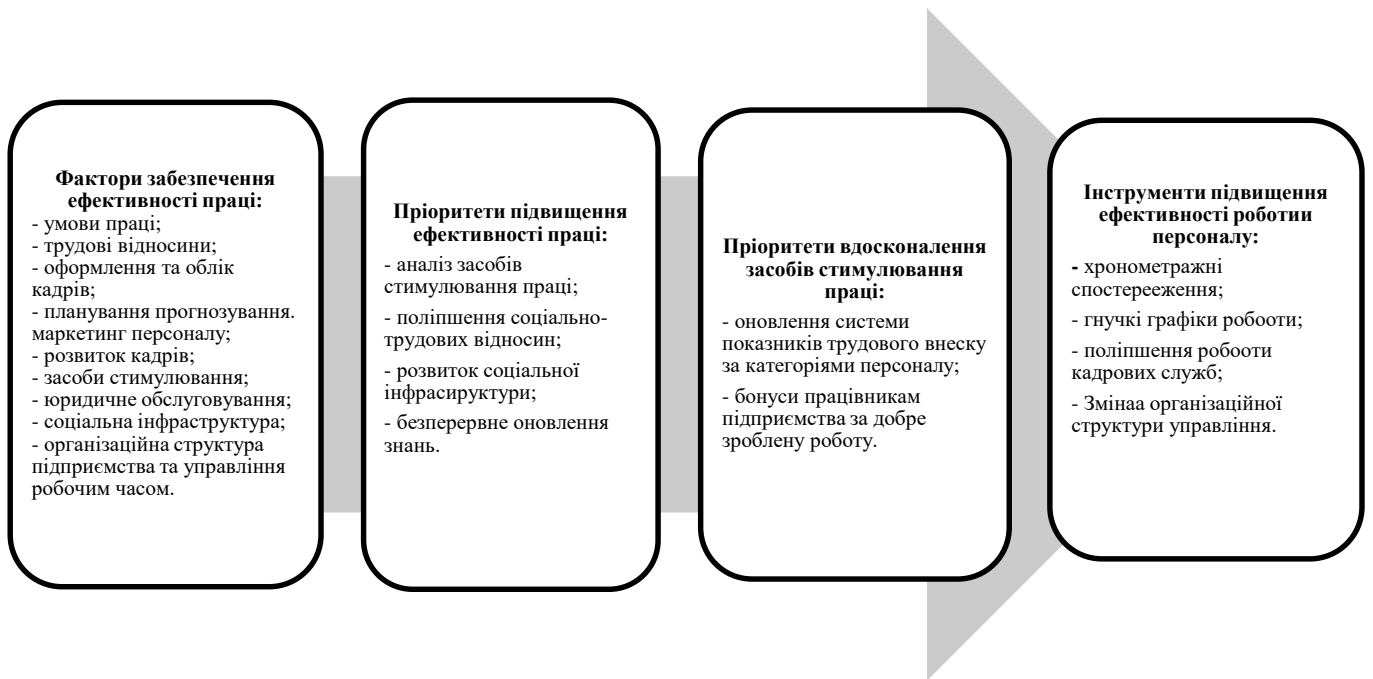 Фактори забезпечення
ефективності праці:
- умови праці;
- трудові відносини;
- оформлення та облік
кадрів;
- планування прогнозування.
маркетинг персоналу;
- розвиток кадрів;
- засоби стимулювання;
- юридичне обслуговування;
- соціальна інфраструктура;
- організаційна структура
підприємства та управління
робочим часом.
Пріоритети підвищення
ефективності праці:
- аналіз засобів
стимулювання праці;
- поліпшення соціально-
трудових відносин;
- розвиток соціальної
інфрасируктури;
- безперервне оновлення
знань.
Пріоритети вдосконалення
засобів стимулювання
праці:
- оновлення системи
показників трудового внеску
за категоріями персоналу;
- бонуси працівникам
підприємства за добре
зроблену роботу.
Інструменти підвищення
ефективності роботии
персоналу:
- хронометражні
спостерееження;
- гнучкі графіки робооти;
- поліпшення робооти
кадрових служб;
- Змінаа організаційної
структури управління.